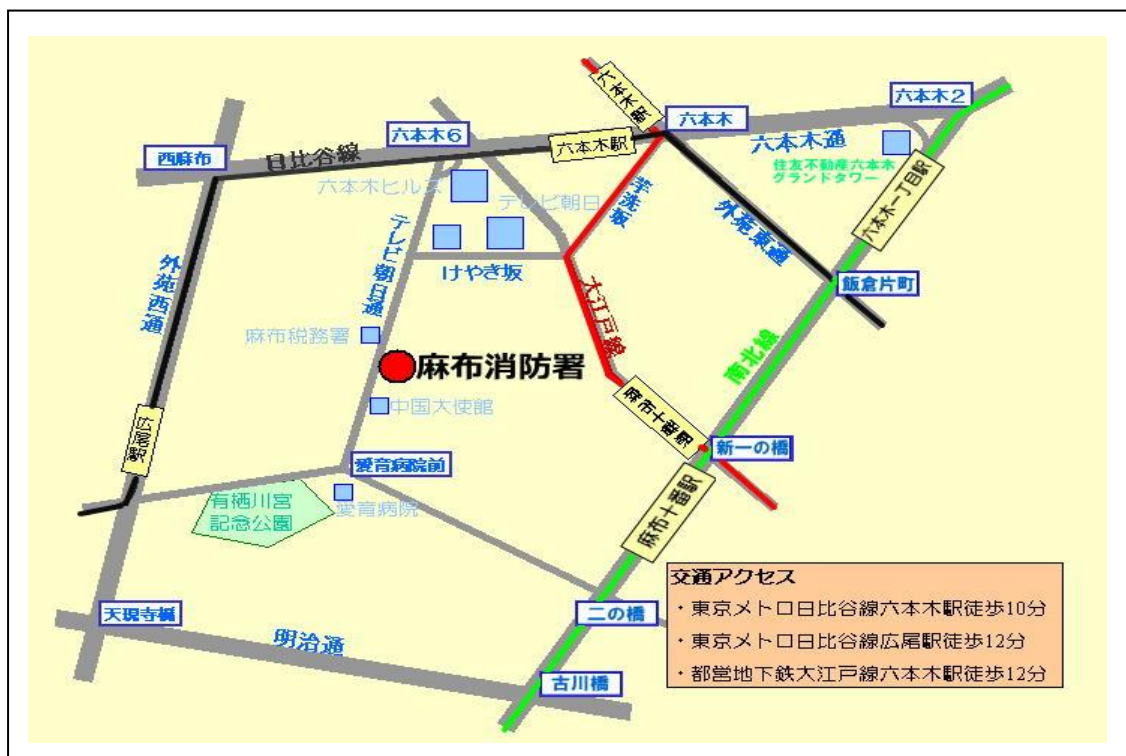 六本木駅
六本木
六本木2
六本木6
六本木駅
六本木通
西麻布
日比谷線
住友不動産六本木
グランドタワー
六本木ヒルズ
テレビ朝日
芋洗坂
外苑東通
六本木一丁目駅
外苑西通
テレビ朝日通
けやき坂
飯倉片町
大江戸線
麻布税務署
麻布消防署
南北線
中国大使館
麻布十番駅
広尾駅
新一の橋
愛育病院前
有栖川宮
記念公園
愛育病院
麻布十番駅
交通アクセス
・東京メトロ日比谷線六本木駅徒歩10分
・東京メトロ日比谷線広尾駅徒歩12分
・都営地下鉄大江戸線六本木駅徒歩12分
天現寺橋
二の橋
明治通
古川橋